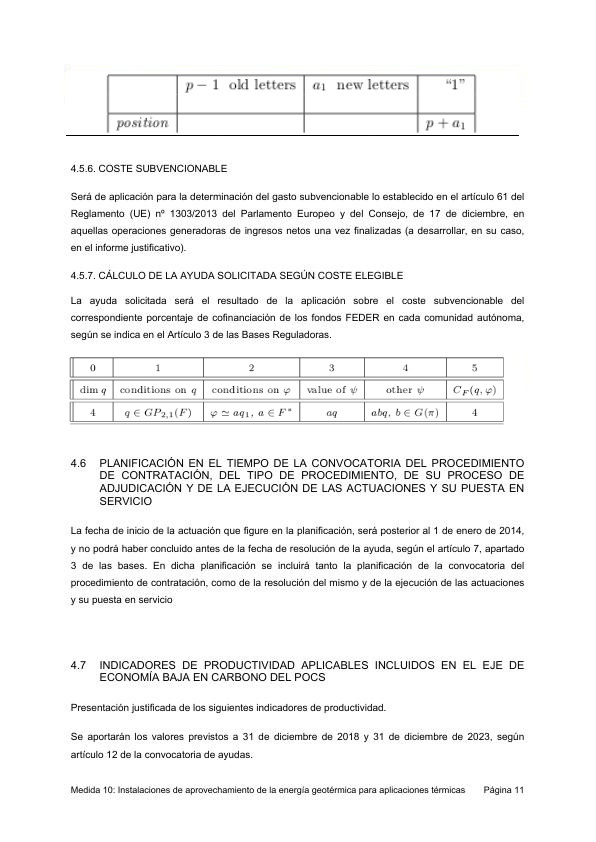 p − 1 old letters a₁ new letters “1”
position p + a₁
4.5.6. COSTE SUBVENCIONABLE
Será de aplicación para la determinación del gasto subvencionable lo establecido en el artículo 61 del
Reglamento (UE) nº 1303/2013 del Parlamento Europeo y del Consejo, de 17 de diciembre, en
aquellas operaciones generadoras de ingresos netos una vez finalizadas (a desarrollar, en su caso,
en el informe justificativo).
4.5.7. CÁLCULO DE LA AYUDA SOLICITADA SEGÚN COSTE ELEGIBLE
La ayuda solicitada será el resultado de la aplicación sobre el coste subvencionable del
correspondiente porcentaje de cofinanciación de los fondos FEDER en cada comunidad autónoma,
según se indica en el Artículo 3 de las Bases Reguladoras.
0 1 2 3 4 5
dim q conditions on q conditions on φ value of ψ other ψ C_F(q, φ)
4 q ∈ GP₂,₁(F) φ ≃ aq₁, a ∈ F* aq abq, b ∈ G(π) 4
4.6 PLANIFICACIÓN EN EL TIEMPO DE LA CONVOCATORIA DEL PROCEDIMIENTO
DE CONTRATACIÓN, DEL TIPO DE PROCEDIMIENTO, DE SU PROCESO DE
ADJUDICACIÓN Y DE LA EJECUCIÓN DE LAS ACTUACIONES Y SU PUESTA EN
SERVICIO
La fecha de inicio de la actuación que figure en la planificación, será posterior al 1 de enero de 2014,
y no podrá haber concluido antes de la fecha de resolución de la ayuda, según el artículo 7, apartado
3 de las bases. En dicha planificación se incluirá tanto la planificación de la convocatoria del
procedimiento de contratación, como de la resolución del mismo y de la ejecución de las actuaciones
y su puesta en servicio
4.7 INDICADORES DE PRODUCTIVIDAD APLICABLES INCLUIDOS EN EL EJE DE
ECONOMÍA BAJA EN CARBONO DEL POCS
Presentación justificada de los siguientes indicadores de productividad.
Se aportarán los valores previstos a 31 de diciembre de 2018 y 31 de diciembre de 2023, según
artículo 12 de la convocatoria de ayudas.
Medida 10: Instalaciones de aprovechamiento de la energía geotérmica para aplicaciones térmicas Página 11